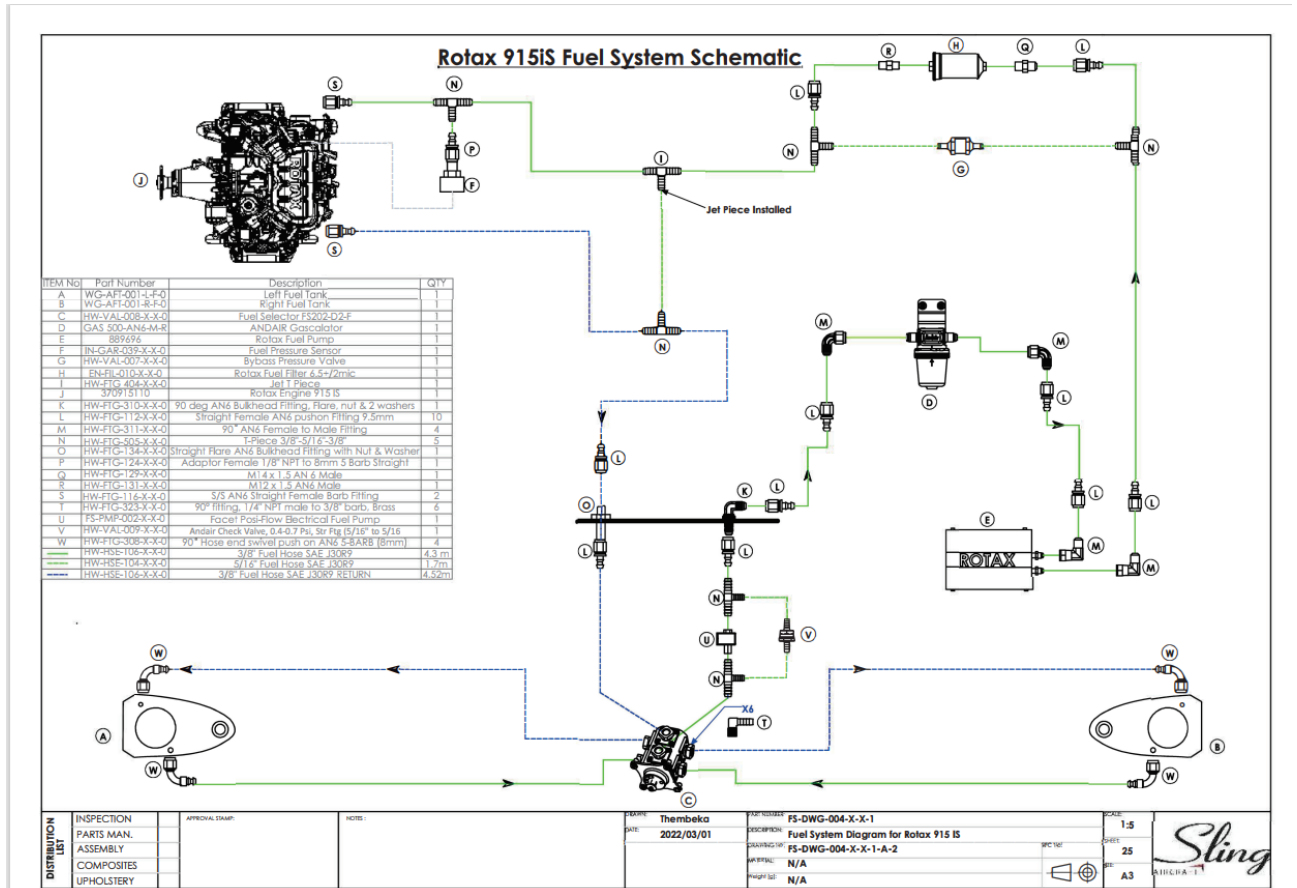 Rotax 915iS Fuel System Schematic
S
N
R
H
Q
L
L
P
N
G
N
J
F
I
Jet Piece Installed
S
ITEM No Part Number Description QTY
A WG-AFT-001-L-F-0 Left Fuel Tank 1
B WG-AFT-001-R-F-0 Right Fuel Tank 1
C HW-VAL-008-X-X-0 Fuel Selector FS202-D2-F 1
D GAS 500-AN6-M-R ANDAIR Gascalator 1
E 889696 Rotax Fuel Pump 1
F IN-GAR-039-X-X-0 Fuel Pressure Sensor 1
G HW-VAL-007-X-X-0 Bybass Pressure Valve 1
H EN-FIL-010-X-X-0 Rotax Fuel Filter 6.5+/2mic 1
I HW-FTG 404-X-X-0 Jet T Piece 1
J 370915110 Rotax Engine 915 IS 1
K HW-FTG-310-X-X-0 90 deg AN6 Bulkhead Fitting, Flare, nut & 2 washers 1
L HW-FTG-112-X-X-0 Straight Female AN6 pushon Fitting 9.5mm 10
M HW-FTG-311-X-X-0 90° AN6 Female to Male Fitting 4
N HW-FTG-505-X-X-0 T-Piece 3/8"-5/16"-3/8" 5
O HW-FTG-134-X-X-0 Straight Flare AN6 Bulkhead Fitting with Nut & Washer 1
P HW-FTG-124-X-X-0 Adaptor Female 1/8" NPT to 8mm 5 Barb Straight 1
Q HW-FTG-129-X-X-0 M14 x 1.5 AN 6 Male 1
R HW-FTG-131-X-X-0 M12 x 1.5 AN6 Male 1
S HW-FTG-116-X-X-0 S/S AN6 Straight Female Barb Fitting 2
T HW-FTG-323-X-X-0 90° fitting, 1/4" NPT male to 3/8" barb, Brass 6
U FS-PMP-002-X-X-0 Facet Posi-Flow Electrical Fuel Pump 1
V HW-VAL-009-X-X-0 Andair Check Valve, 0.4-0.7 Psi, Str Ftg (5/16" to 5/16 1
W HW-FTG-308-X-X-0 90° Hose end swivel push on AN6 S-BARB (8mm) 4
HW-HSE-106-X-X-0 3/8" Fuel Hose SAE J30R9 4.3 m
HW-HSE-104-X-X-0 5/16" Fuel Hose SAE J30R9 1.7m
HW-HSE-106-X-X-0 3/8" Fuel Hose SAE J30R9 RETURN 4.52m
N
M
M
D
L
L
L
K
L
O
L
L
L
E
ROTAX
M
M
N
U
V
N
W
W
X6
T
A
B
W
W
C
DISTRIBUTION LIST
INSPECTION
PARTS MAN.
ASSEMBLY
COMPOSITES
UPHOLSTERY
APPROVAL STAMP:
NOTES :
DRAWN: Thembeka
DATE: 2022/03/01
PART NUMBER: FS-DWG-004-X-X-1
DESCRIPTION: Fuel System Diagram for Rotax 915 IS
DRAWING No: FS-DWG-004-X-X-1-A-2
MATERIAL: N/A
Weight (g): N/A
SCALE: 1:5
SHEET: 25
SIZE: A3
Sling
AIRCRAFT